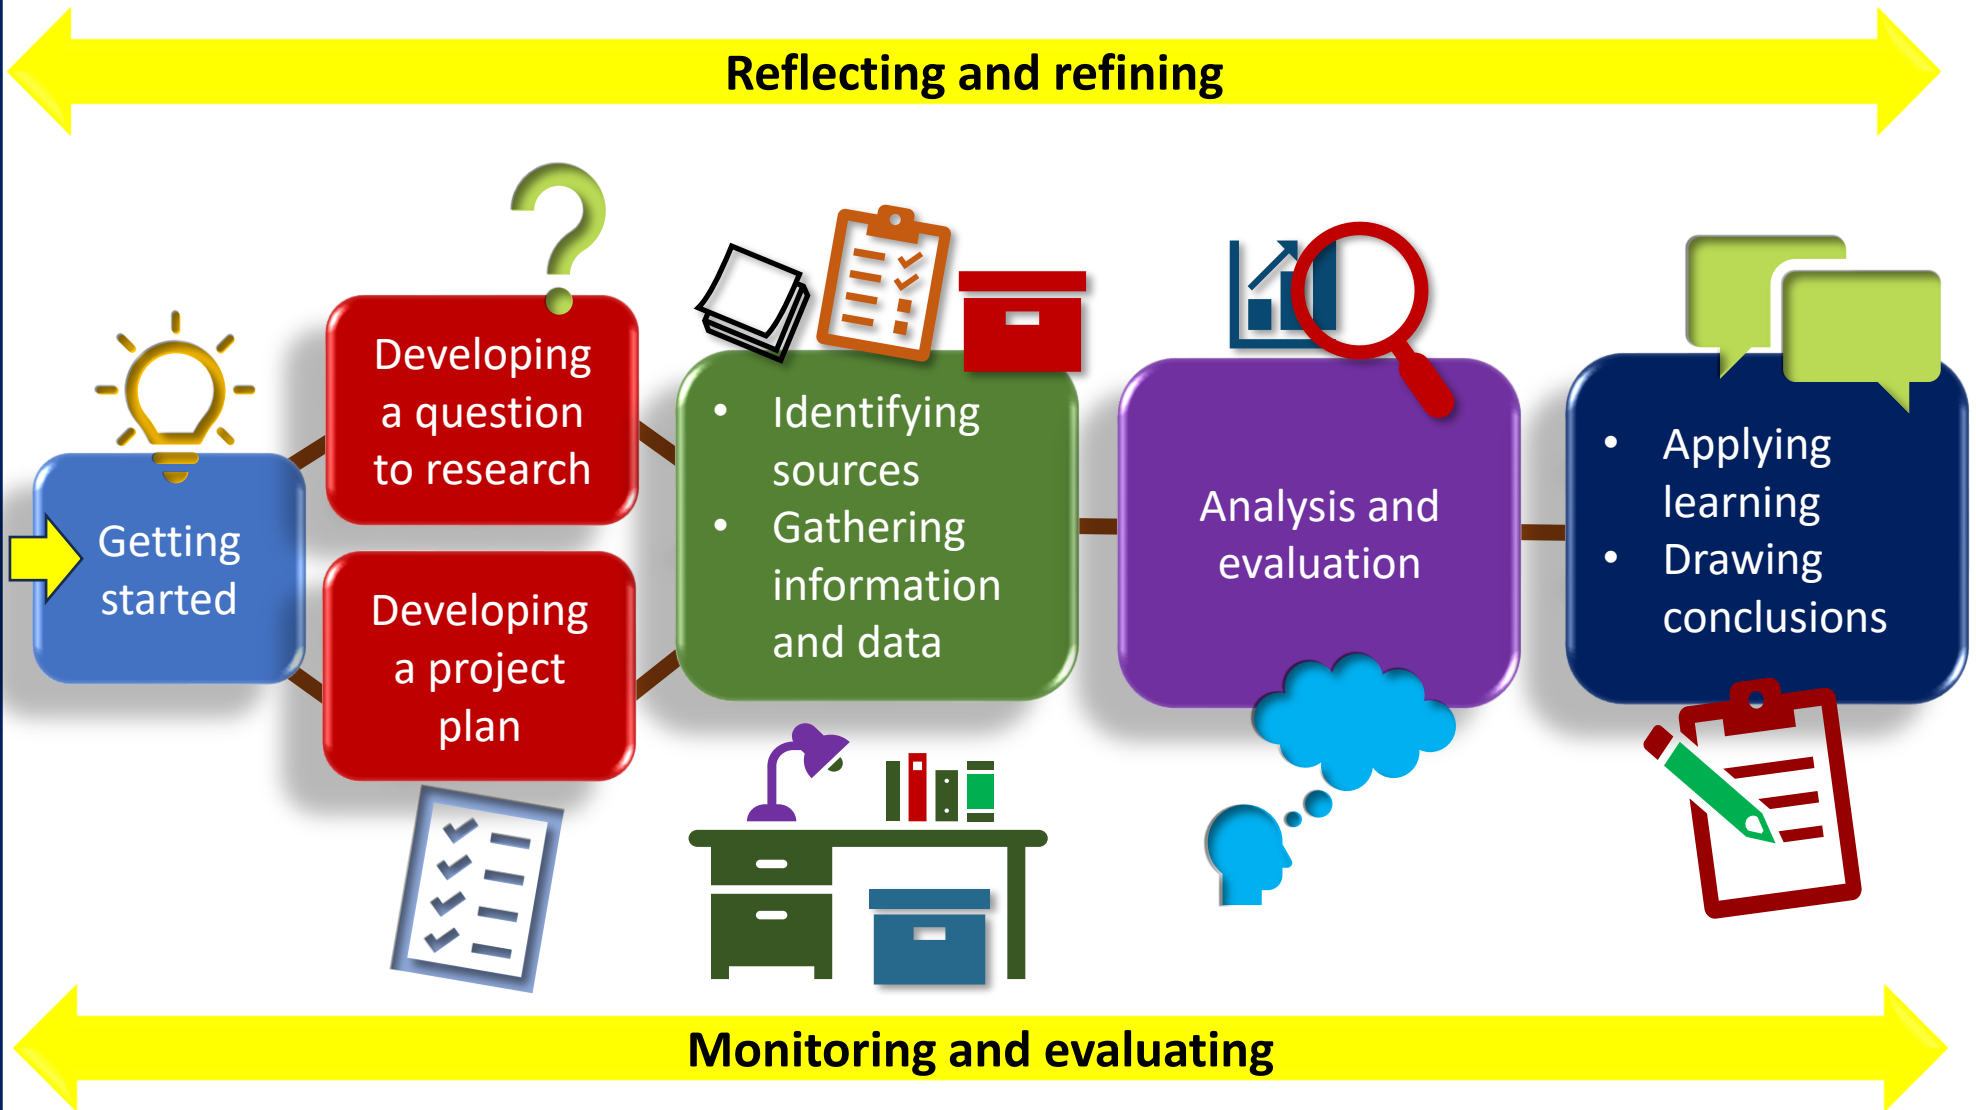 Reflecting and refining
Getting
started
Developing
a question
to research
Developing
a project
plan
• Identifying
sources
• Gathering
information
and data
Analysis and
evaluation
• Applying
learning
• Drawing
conclusions
Monitoring and evaluating